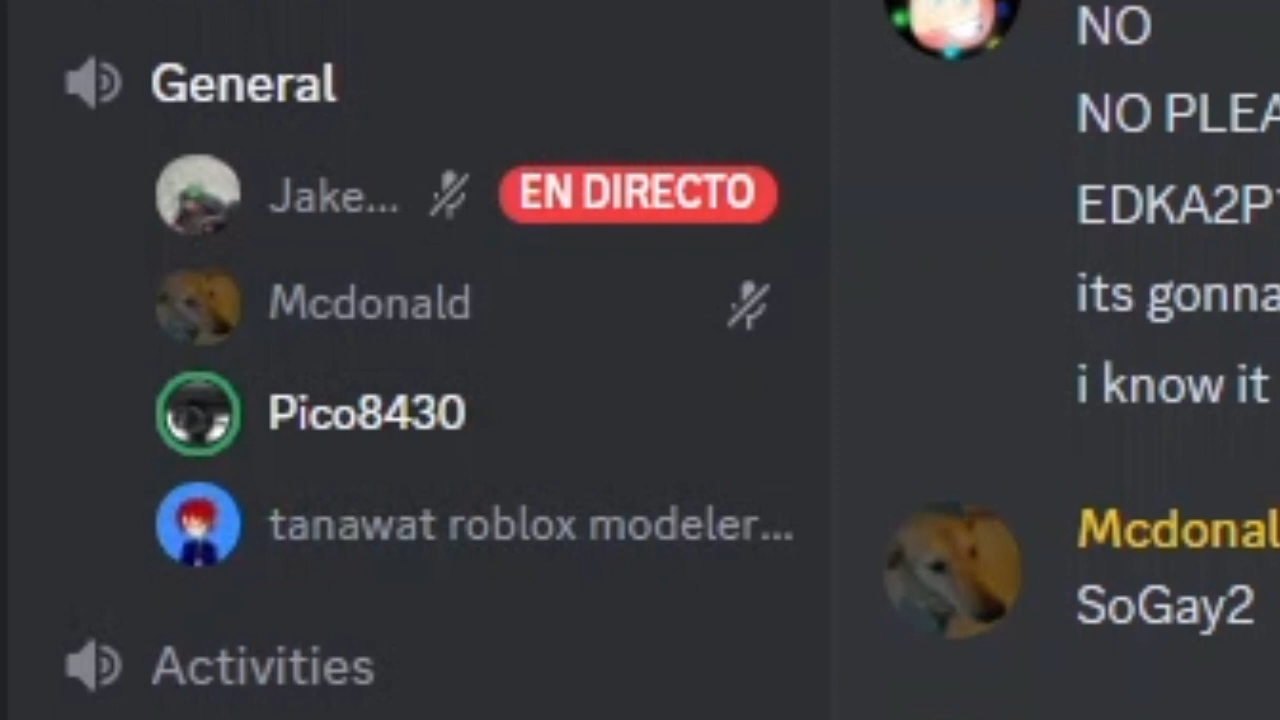 General
Jake...
EN DIRECTO
Mcdonald
Pico8430
tanawat roblox modeler...
Activities
NO
NO PLEA
EDKA2P
its gonna
i know it
Mcdonal
SoGay2